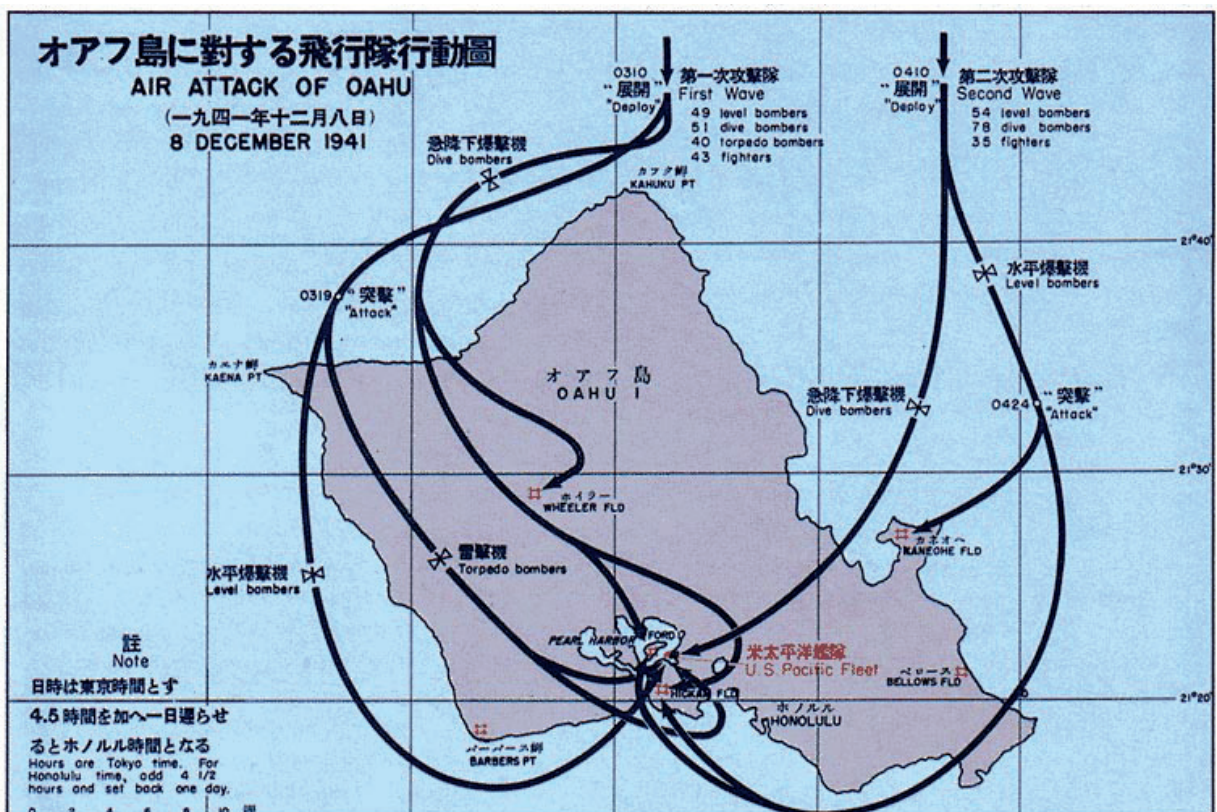 オアフ島に對する飛行隊行動圖
AIR ATTACK OF OAHU
(一九四一年十二月八日)
8 DECEMBER 1941
0310
“展開”
"Deploy"
第一次攻擊隊
First Wave
49 level bombers
51 dive bombers
40 torpedo bombers
43 fighters
0410
“展開”
"Deploy"
第二次攻擊隊
Second Wave
54 level bombers
78 dive bombers
35 fighters
急降下爆擊機
Dive bombers
カフク岬
KAHUKU PT
21°40'
水平爆擊機
Level bombers
0319
“突擊”
"Attack"
カエナ岬
KAENA PT
オアフ島
OAHU I
急降下爆擊機
Dive bombers
0424
“突擊”
"Attack"
21°30'
ホイラー
WHEELER FLD
カネオヘ
KANEOHE FLD
雷擊機
Torpedo bombers
水平爆擊機
Level bombers
PEARL HARBOR
FORD
米太平洋艦隊
U.S. Pacific Fleet
HICKAM FLD
ベロース
BELLOWS FLD
21°20'
ホノルル
HONOLULU
バーバース岬
BARBERS PT
註
Note
日時は東京時間とす
4.5時間を加へ一日遅らせ
るとホノルル時間となる
Hours are Tokyo time. For
Honolulu time, add 4 1/2
hours and set back one day.